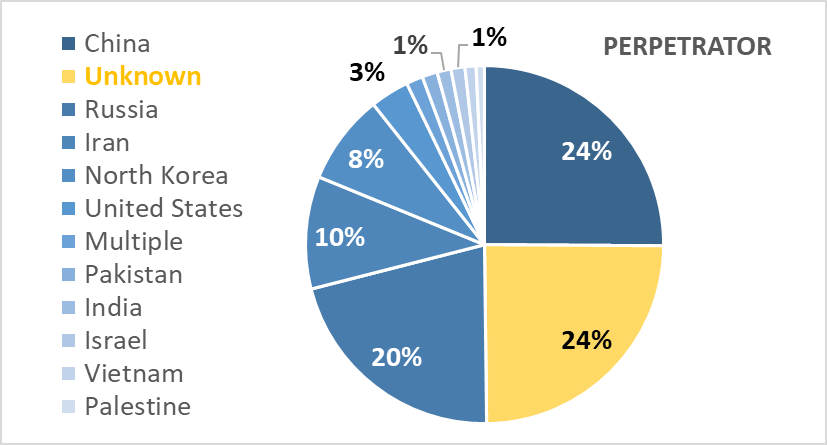 PERPETRATOR
China
Unknown
Russia
Iran
North Korea
United States
Multiple
Pakistan
India
Israel
Vietnam
Palestine
24%
24%
20%
10%
8%
3%
1%
1%